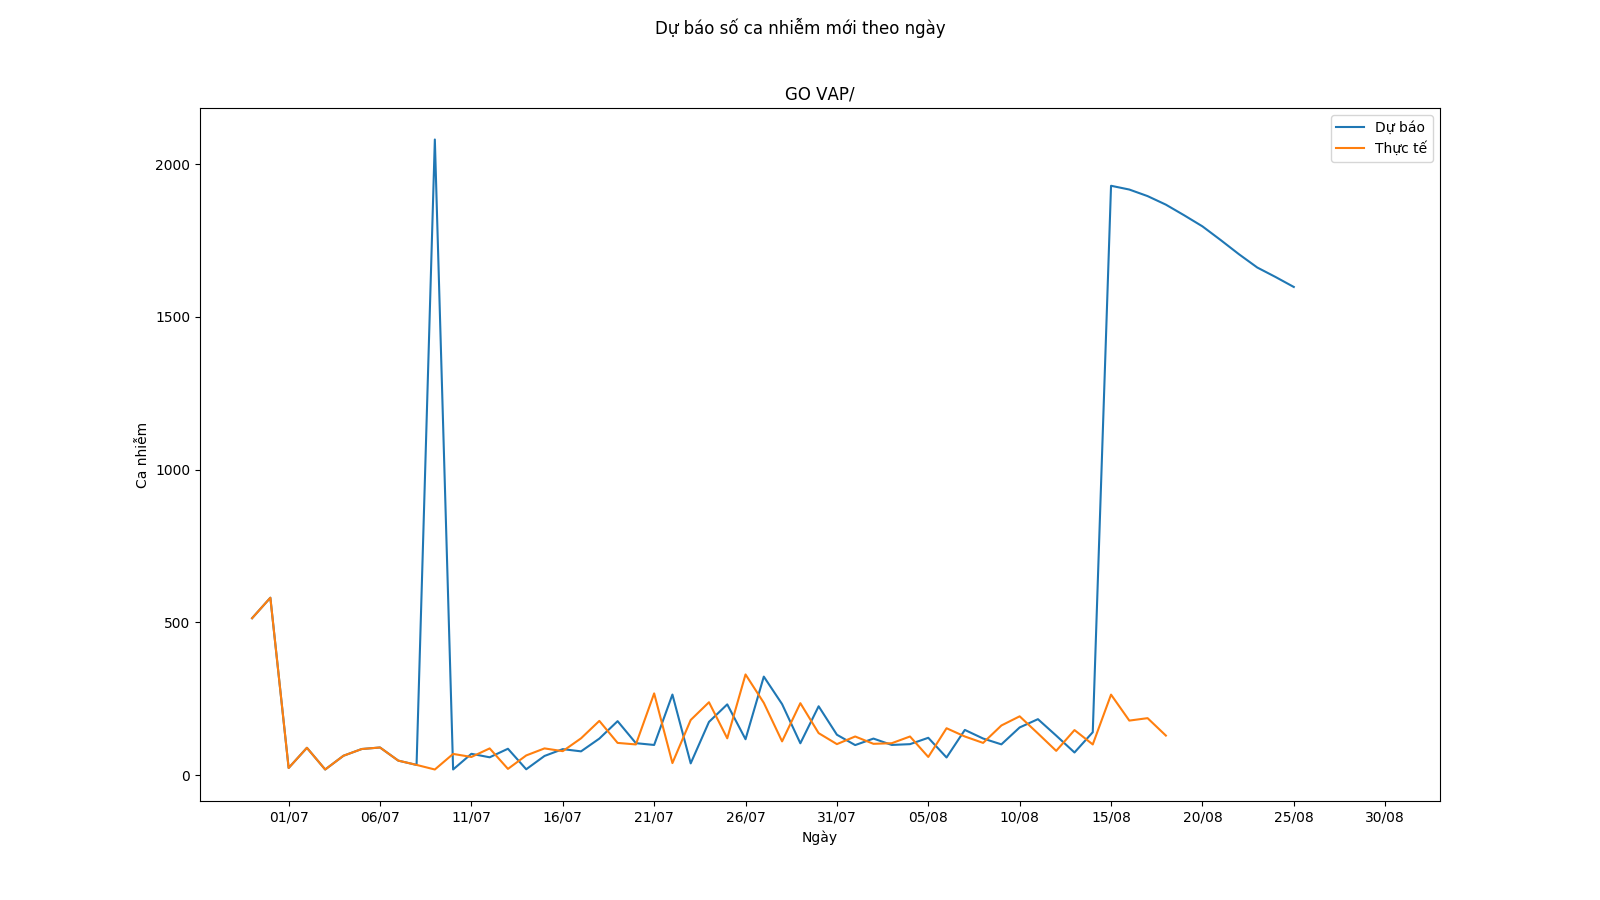 Dự báo số ca nhiễm mới theo ngày
GO VAP/
Dự báo
Thực tế
2000
1500
1000
500
0
Ca nhiễm
01/07 06/07 11/07 16/07 21/07 26/07 31/07 05/08 10/08 15/08 20/08 25/08 30/08
Ngày